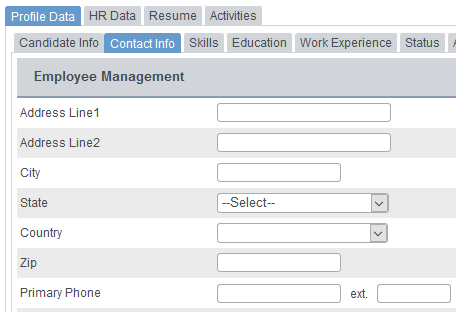 Profile Data HR Data Resume Activities
Candidate Info Contact Info Skills Education Work Experience Status
Employee Management
Address Line1
Address Line2
City
State --Select--
Country
Zip
Primary Phone ext.